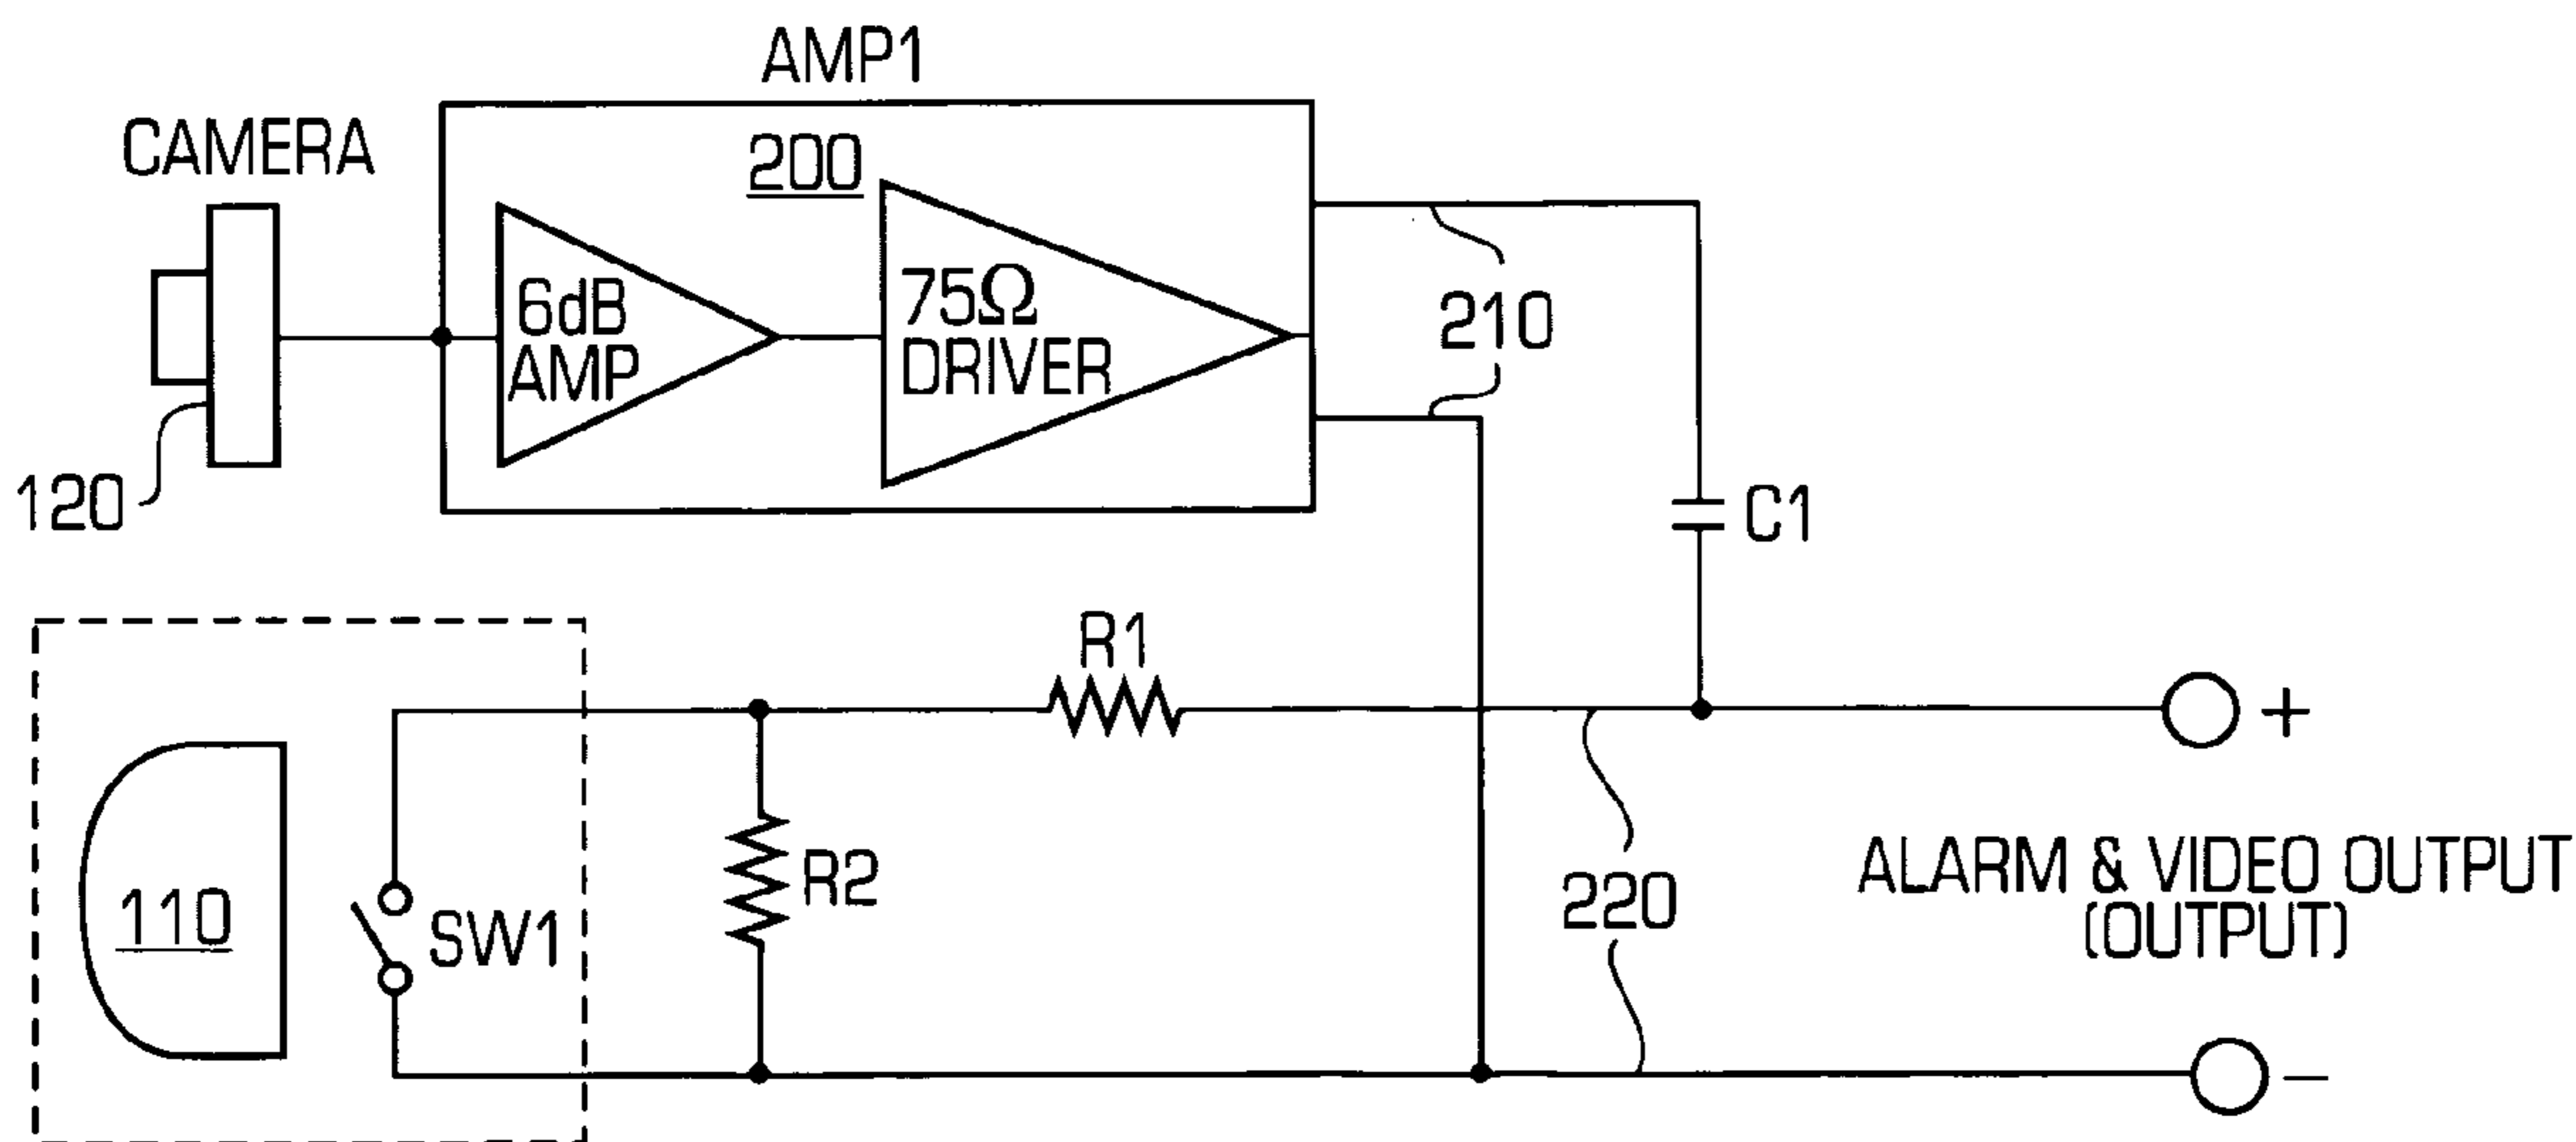 AMP1
CAMERA
200
6dB
AMP
75Ω
DRIVER
210
120
C1
R1
+
R2
110
SW1
220
ALARM & VIDEO OUTPUT
(OUTPUT)
−